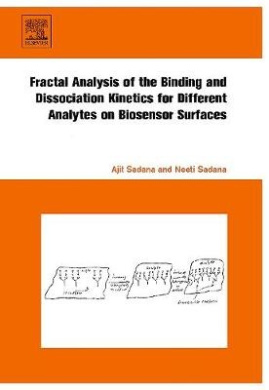 ELSEVIER
Fractal Analysis of the Binding and
Dissociation Kinetics for Different
Analytes on Biosensor Surfaces
Ajit Sadana and Neeti Sadana